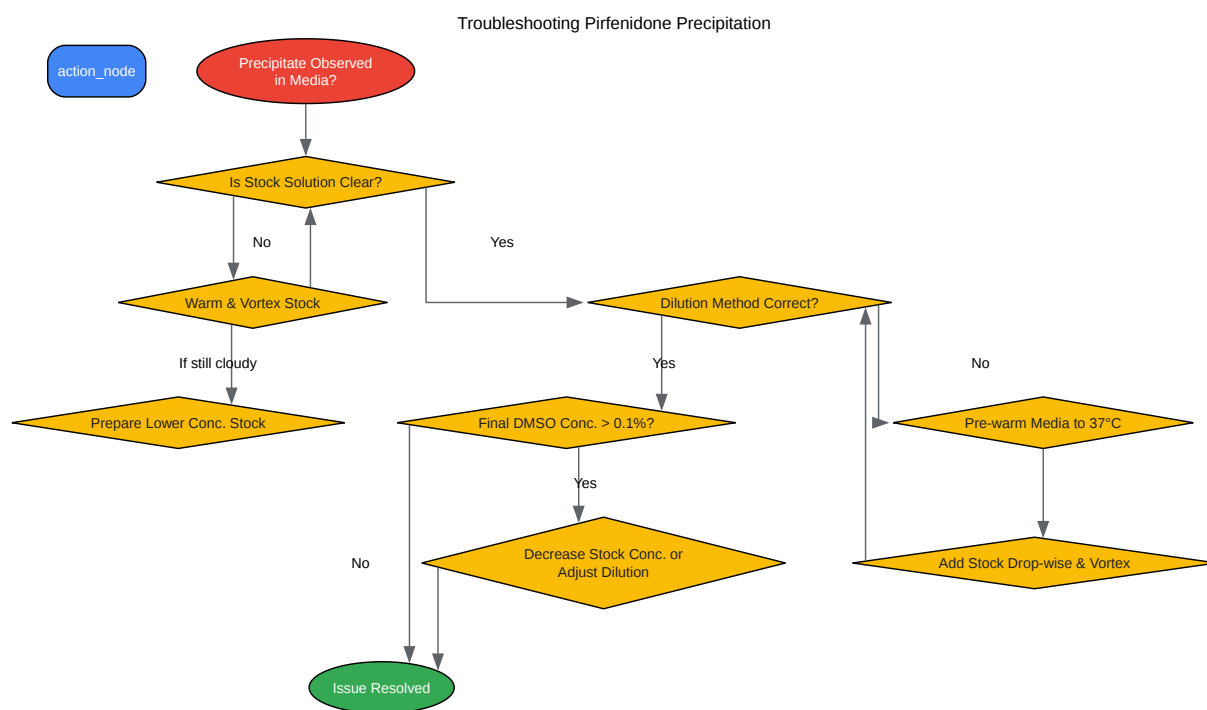 Troubleshooting Pirfenidone Precipitation
action_node
Precipitate Observed
in Media?
Is Stock Solution Clear?
No
Yes
Warm & Vortex Stock
Dilution Method Correct?
If still cloudy
Yes
No
Prepare Lower Conc. Stock
Final DMSO Conc. > 0.1%?
Pre-warm Media to 37°C
Yes
No
Decrease Stock Conc. or
Adjust Dilution
Add Stock Drop-wise & Vortex
Issue Resolved